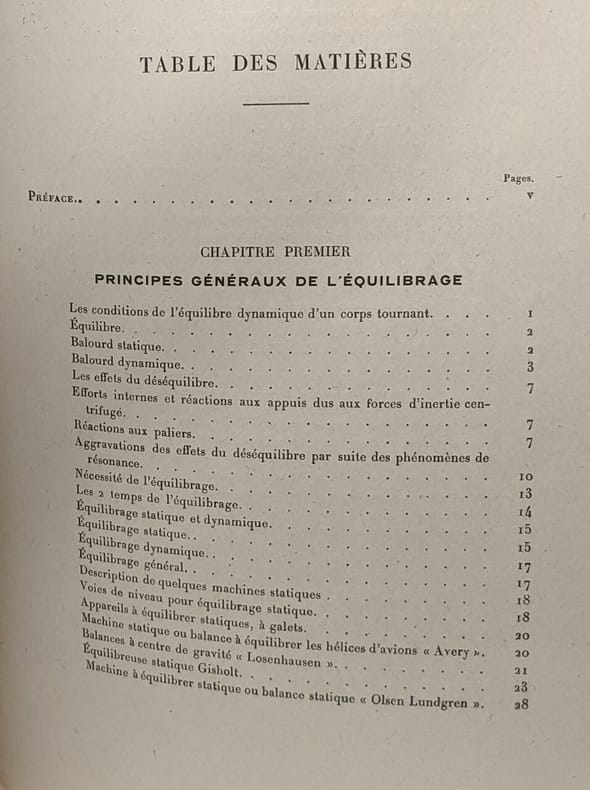 TABLE DES MATIÈRES
Pages.
PRÉFACE. . . . . . . . . . . . . . . . . . . . . v
CHAPITRE PREMIER
PRINCIPES GÉNÉRAUX DE L'ÉQUILIBRAGE
Les conditions de l'équilibre dynamique d'un corps tournant. . . . 1
Équilibre. . . . . . . . . . . . . . . . . 2
Balourd statique. . . . . . . . . . . . . . . 2
Balourd dynamique. . . . . . . . . . . . . . 3
Les effets du déséquilibre. . . . . . . . . . . . 7
Efforts internes et réactions aux appuis dus aux forces d'inertie cen-
trifuge. . . . . . . . . . . . . . . . . 7
Réactions aux paliers. . . . . . . . . . . . . 7
Aggravations des effets du déséquilibre par suite des phénomènes de
résonance. . . . . . . . . . . . . . . . 10
Nécessité de l'équilibrage. . . . . . . . . . . . 13
Les 2 temps de l'équilibrage. . . . . . . . . . . 14
Équilibrage statique et dynamique. . . . . . . . . 15
Équilibrage statique. . . . . . . . . . . . . . 15
Équilibrage dynamique. . . . . . . . . . . . . 17
Équilibrage général. . . . . . . . . . . . . . 17
Description de quelques machines statiques . . . . . . . 18
Voies de niveau pour équilibrage statique. . . . . . . 18
Appareils à équilibrer statiques, à galets. . . . . . . 20
Machine statique ou balance à équilibrer les hélices d'avions « Avery ». 20
Balances à centre de gravité « Losenhausen ». . . . . . 21
Équilibreuse statique Gisholt. . . . . . . . . . 23
Machine à équilibrer statique ou balance statique « Olsen Lundgren ». 28